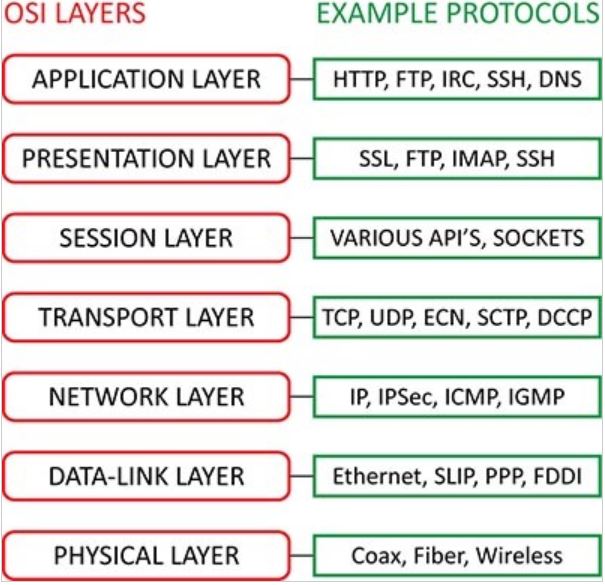 OSI LAYERS EXAMPLE PROTOCOLS
APPLICATION LAYER HTTP, FTP, IRC, SSH, DNS
PRESENTATION LAYER SSL, FTP, IMAP, SSH
SESSION LAYER VARIOUS API'S, SOCKETS
TRANSPORT LAYER TCP, UDP, ECN, SCTP, DCCP
NETWORK LAYER IP, IPSec, ICMP, IGMP
DATA-LINK LAYER Ethernet, SLIP, PPP, FDDI
PHYSICAL LAYER Coax, Fiber, Wireless